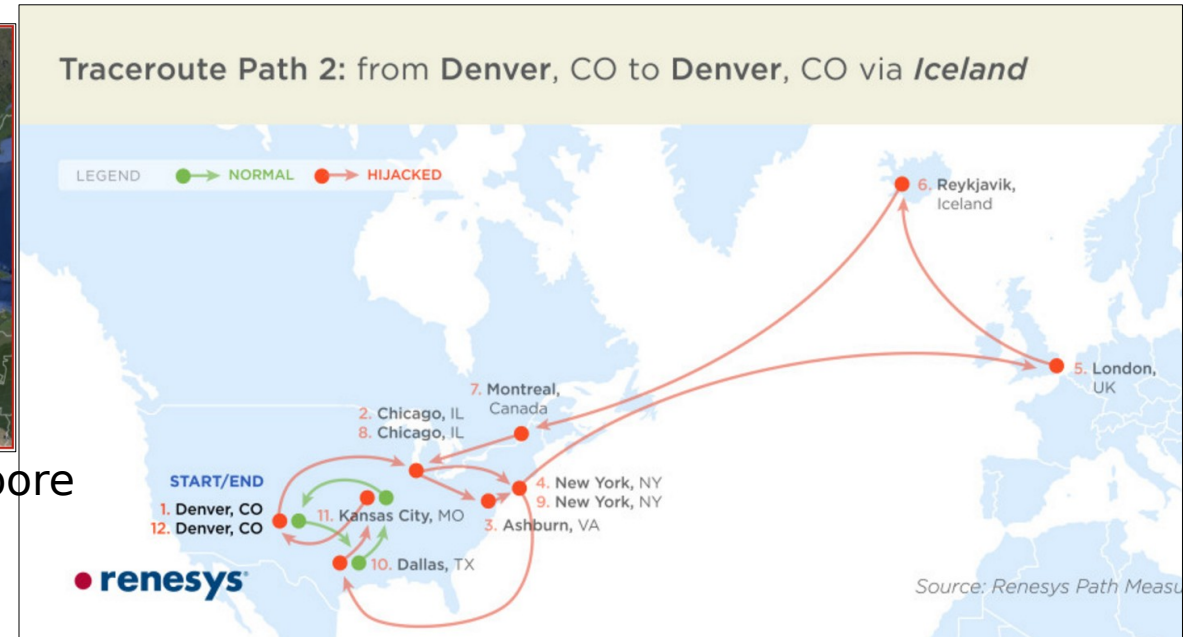 Traceroute Path 2: from Denver, CO to Denver, CO via Iceland
LEGEND NORMAL HIJACKED
6. Reykjavik,
Iceland
5. London,
UK
7. Montreal,
Canada
2. Chicago, IL
8. Chicago, IL
START/END
1. Denver, CO
12. Denver, CO
11. Kansas City, MO
4. New York, NY
9. New York, NY
3. Ashburn, VA
10. Dallas, TX
renesys
Source: Renesys Path Measu